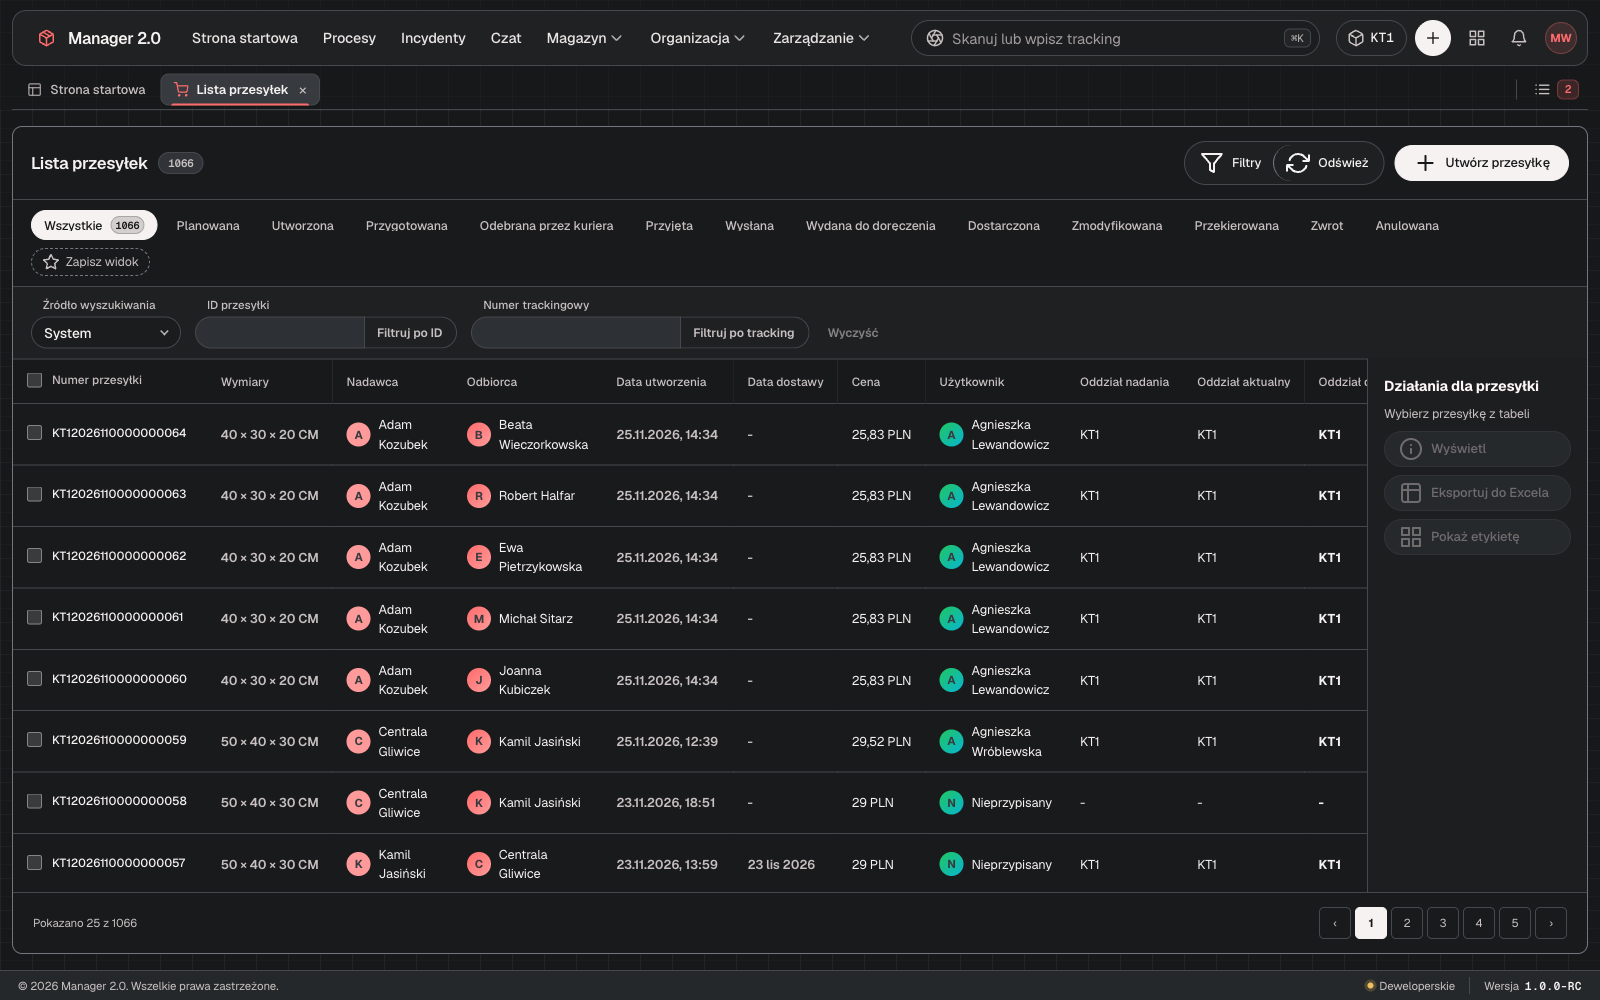 Manager 2.0 Strona startowa Procesy Incydenty Czat Magazyn Organizacja Zarządzanie Skanuj lub wpisz tracking ⌘K KT1 MW
Strona startowa Lista przesyłek × 2
Lista przesyłek 1066 Filtry Odśwież Utwórz przesyłkę
Wszystkie 1066 Planowana Utworzona Przygotowana Odebrana przez kuriera Przyjęta Wysłana Wydana do doręczenia Dostarczona Zmodyfikowana Przekierowana Zwrot Anulowana
Zapisz widok
Źródło wyszukiwania ID przesyłki Numer trackingowy
System Filtruj po ID Filtruj po tracking Wyczyść
Numer przesyłki Wymiary Nadawca Odbiorca Data utworzenia Data dostawy Cena Użytkownik Oddział nadania Oddział aktualny Oddział
KT12026110000000064 40 × 30 × 20 CM A Adam Kozubek B Beata Wieczorkowska 25.11.2026, 14:34 - 25,83 PLN A Agnieszka Lewandowicz KT1 KT1 KT1
KT12026110000000063 40 × 30 × 20 CM A Adam Kozubek R Robert Halfar 25.11.2026, 14:34 - 25,83 PLN A Agnieszka Lewandowicz KT1 KT1 KT1
KT12026110000000062 40 × 30 × 20 CM A Adam Kozubek E Ewa Pietrzykowska 25.11.2026, 14:34 - 25,83 PLN A Agnieszka Lewandowicz KT1 KT1 KT1
KT12026110000000061 40 × 30 × 20 CM A Adam Kozubek M Michał Sitarz 25.11.2026, 14:34 - 25,83 PLN A Agnieszka Lewandowicz KT1 KT1 KT1
KT12026110000000060 40 × 30 × 20 CM A Adam Kozubek J Joanna Kubiczek 25.11.2026, 14:34 - 25,83 PLN A Agnieszka Lewandowicz KT1 KT1 KT1
KT12026110000000059 50 × 40 × 30 CM C Centrala Gliwice K Kamil Jasiński 25.11.2026, 12:39 - 29,52 PLN A Agnieszka Wróblewska KT1 KT1 KT1
KT12026110000000058 50 × 40 × 30 CM C Centrala Gliwice K Kamil Jasiński 23.11.2026, 18:51 - 29 PLN N Nieprzypisany - - -
KT12026110000000057 50 × 40 × 30 CM K Kamil Jasiński C Centrala Gliwice 23.11.2026, 13:59 23 lis 2026 29 PLN N Nieprzypisany KT1 KT1 KT1
Działania dla przesyłki
Wybierz przesyłkę z tabeli
Wyświetl
Eksportuj do Excela
Pokaż etykietę
Pokazano 25 z 1066 ‹ 1 2 3 4 5 ›
© 2026 Manager 2.0. Wszelkie prawa zastrzeżone. Deweloperskie Wersja 1.0.0-RC